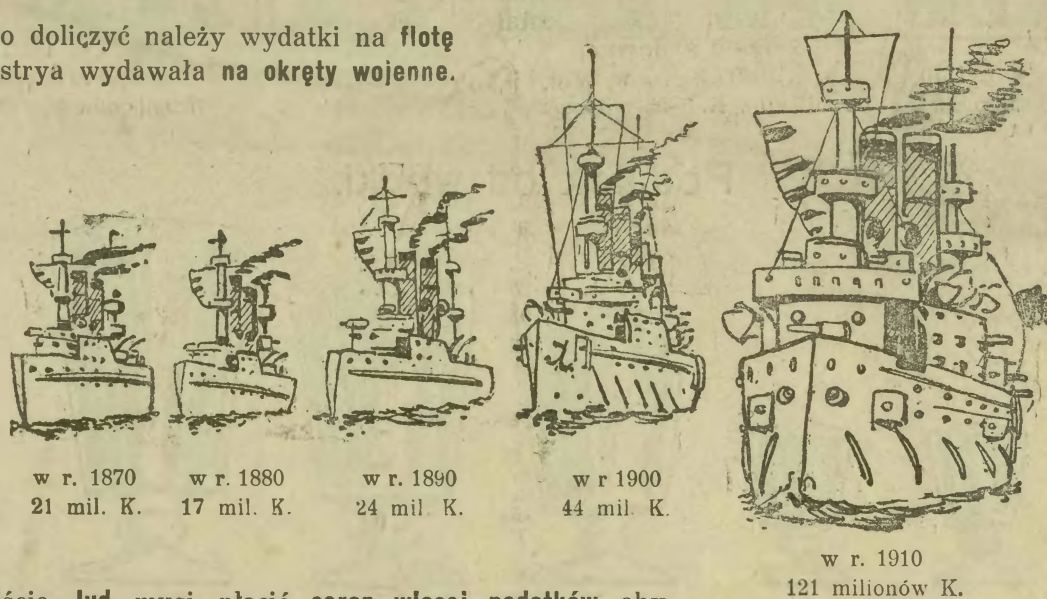 o doliczyć należy wydatki na flotę
strya wydawała na okręty wojenne.
w r. 1870
21 mil. K.
w r. 1880
17 mil. K.
w r. 1890
24 mil. K.
w r 1900
44 mil. K.
w r. 1910
121 milionów K.
lud musi płacić coraz więcej podatków aby